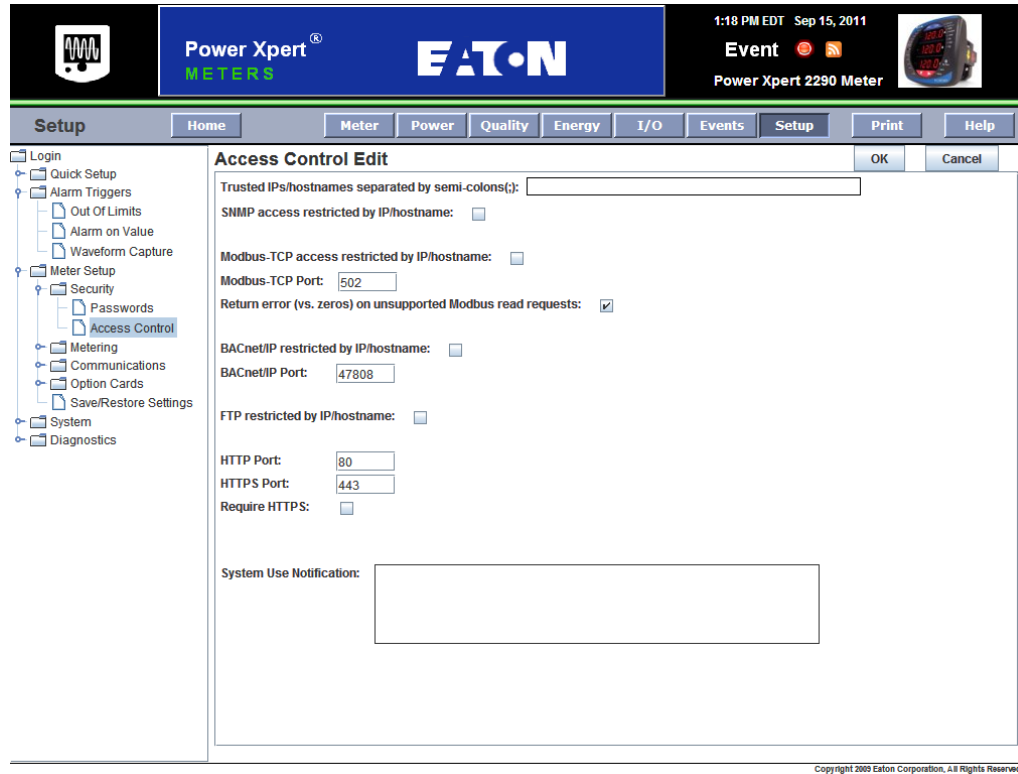 1:18 PM EDT Sep 15, 2011
Power Xpert®
METERS
EATON
Event
Power Xpert 2290 Meter
Setup
Home
Meter
Power
Quality
Energy
I/O
Events
Setup
Print
Help
Login
Quick Setup
Alarm Triggers
Out Of Limits
Alarm on Value
Waveform Capture
Meter Setup
Security
Passwords
Access Control
Metering
Communications
Option Cards
Save/Restore Settings
System
Diagnostics
Access Control Edit
OK
Cancel
Trusted IPs/hostnames separated by semi-colons(;):
SNMP access restricted by IP/hostname:
Modbus-TCP access restricted by IP/hostname:
Modbus-TCP Port: 502
Return error (vs. zeros) on unsupported Modbus read requests:
BACnet/IP restricted by IP/hostname:
BACnet/IP Port: 47808
FTP restricted by IP/hostname:
HTTP Port: 80
HTTPS Port: 443
Require HTTPS:
System Use Notification:
Copyright 2009 Eaton Corporation, All Rights Reserved